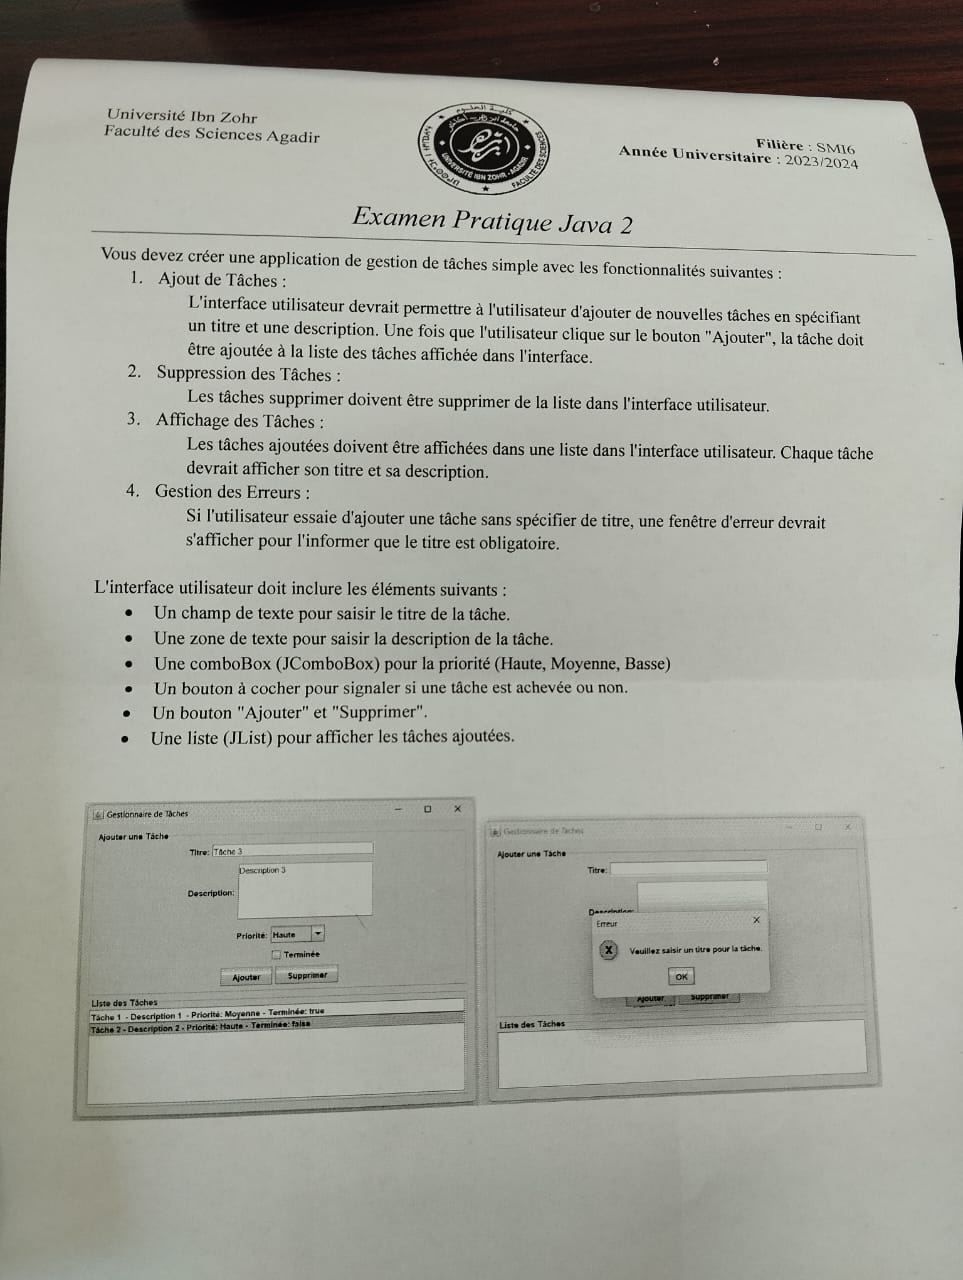 Université Ibn Zohr
Faculté des Sciences Agadir
UNIVERSITE IBN ZOHR - AGADIR
FACULTÉ DES SCIENCES
Filière : SMI6
Année Universitaire : 2023/2024
Examen Pratique Java 2
Vous devez créer une application de gestion de tâches simple avec les fonctionnalités suivantes :
1. Ajout de Tâches :
L'interface utilisateur devrait permettre à l'utilisateur d'ajouter de nouvelles tâches en spécifiant
un titre et une description. Une fois que l'utilisateur clique sur le bouton "Ajouter", la tâche doit
être ajoutée à la liste des tâches affichée dans l'interface.
2. Suppression des Tâches :
Les tâches supprimer doivent être supprimer de la liste dans l'interface utilisateur.
3. Affichage des Tâches :
Les tâches ajoutées doivent être affichées dans une liste dans l'interface utilisateur. Chaque tâche
devrait afficher son titre et sa description.
4. Gestion des Erreurs :
Si l'utilisateur essaie d'ajouter une tâche sans spécifier de titre, une fenêtre d'erreur devrait
s'afficher pour l'informer que le titre est obligatoire.
L'interface utilisateur doit inclure les éléments suivants :
• Un champ de texte pour saisir le titre de la tâche.
• Une zone de texte pour saisir la description de la tâche.
• Une comboBox (JComboBox) pour la priorité (Haute, Moyenne, Basse)
• Un bouton à cocher pour signaler si une tâche est achevée ou non.
• Un bouton "Ajouter" et "Supprimer".
• Une liste (JList) pour afficher les tâches ajoutées.
Gestionnaire de Tâches
Ajouter une Tâche
Titre: Tâche 3
Description: Description 3
Priorité: Haute
Terminée
Ajouter Supprimer
Liste des Tâches
Tâche 1 - Description 1 - Priorité: Moyenne - Terminée: true
Tâche 2 - Description 2 - Priorité: Haute - Terminée: false
Gestionnaire de Tâches
Ajouter une Tâche
Titre:
Description:
Erreur
Veuillez saisir un titre pour la tâche.
OK
Ajouter Supprimer
Liste des Tâches